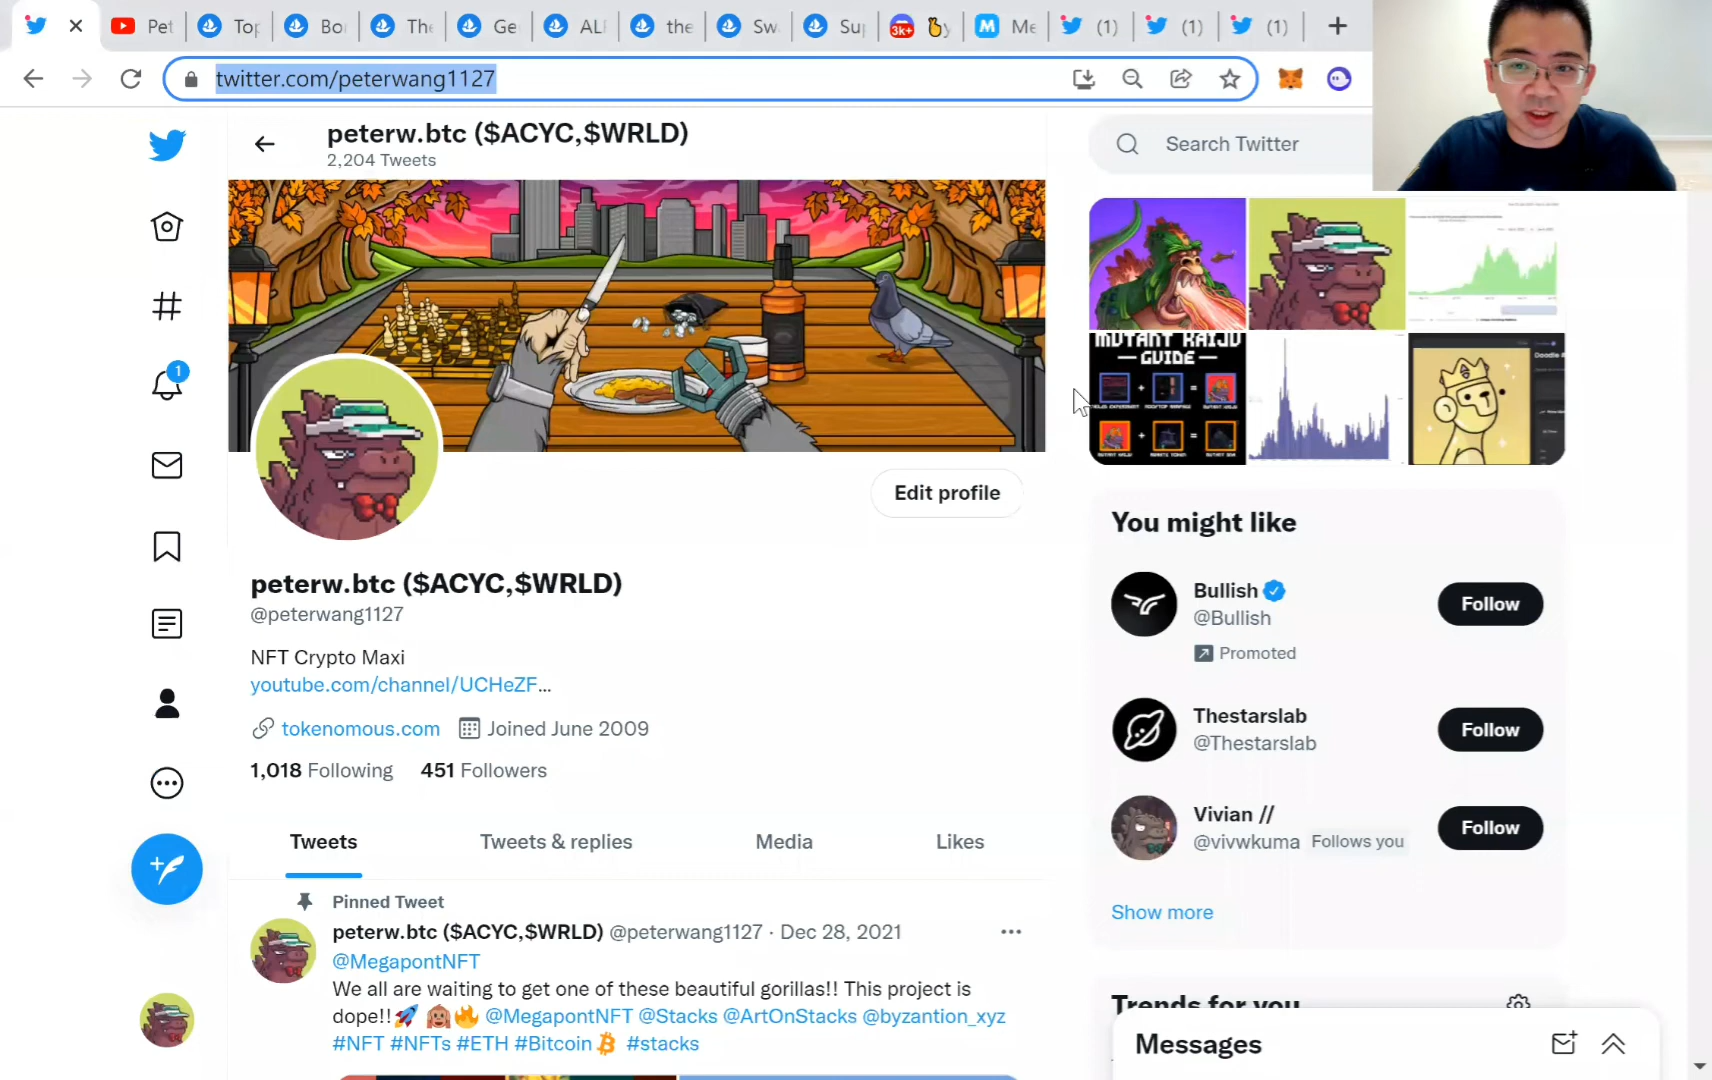 Pet
Top
Bo
The
Ge
ALI
the
Sw
Su
3k+
Me
(1)
(1)
(1)
twitter.com/peterwang1127
peterw.btc ($ACYC,$WRLD)
2,204 Tweets
Search Twitter
MUTANT KAIJU
GUIDE
1
Edit profile
peterw.btc ($ACYC,$WRLD)
@peterwang1127
NFT Crypto Maxi
youtube.com/channel/UCHeZF...
tokenomous.com Joined June 2009
1,018 Following 451 Followers
Tweets Tweets & replies Media Likes
Pinned Tweet
peterw.btc ($ACYC,$WRLD) @peterwang1127 · Dec 28, 2021
@MegapontNFT
We all are waiting to get one of these beautiful gorillas!! This project is
dope!!🚀 🙉🔥 @MegapontNFT @Stacks @ArtOnStacks @byzantion_xyz
#NFT #NFTs #ETH #Bitcoin #stacks
You might like
Bullish
@Bullish
Promoted
Follow
Thestarslab
@Thestarslab
Follow
Vivian //
@vivwkuma Follows you
Follow
Show more
Trends for you
Messages